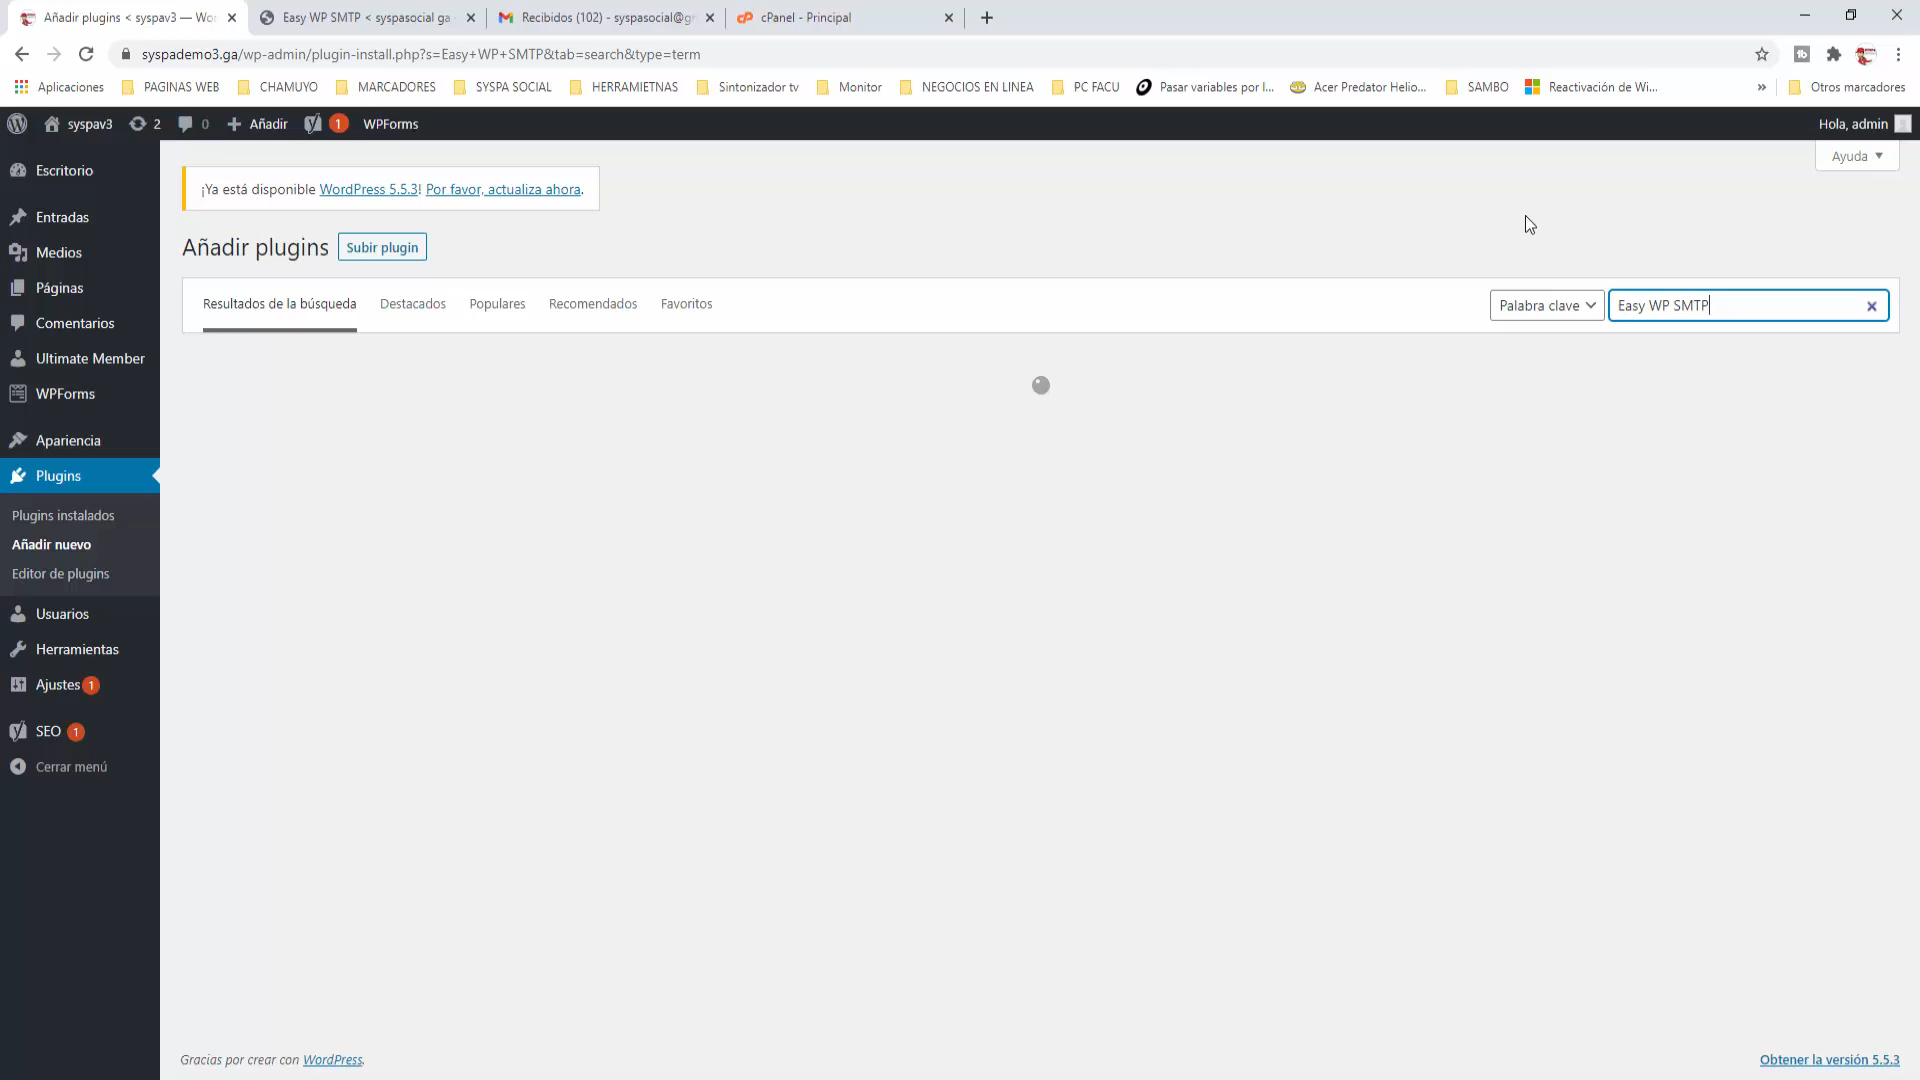 Añadir plugins < syspav3 — Wo
Easy WP SMTP < syspasocial ga
Recibidos (102) - syspasocial@g
cPanel - Principal
syspademo3.ga/wp-admin/plugin-install.php?s=Easy+WP+SMTP&tab=search&type=term
Aplicaciones
PAGINAS WEB
CHAMUYO
MARCADORES
SYSPA SOCIAL
HERRAMIETNAS
Sintonizador tv
Monitor
NEGOCIOS EN LINEA
PC FACU
Pasar variables por l...
Acer Predator Helio...
SAMBO
Reactivación de Wi...
»
Otros marcadores
syspav3
2
0
Añadir
1
WPForms
Hola, admin
Ayuda
Escritorio
Entradas
Medios
Páginas
Comentarios
Ultimate Member
WPForms
Apariencia
Plugins
Plugins instalados
Añadir nuevo
Editor de plugins
Usuarios
Herramientas
Ajustes 1
SEO 1
Cerrar menú
¡Ya está disponible WordPress 5.5.3! Por favor, actualiza ahora.
Añadir plugins
Subir plugin
Resultados de la búsqueda
Destacados
Populares
Recomendados
Favoritos
Palabra clave
Easy WP SMTP
Gracias por crear con WordPress.
Obtener la versión 5.5.3